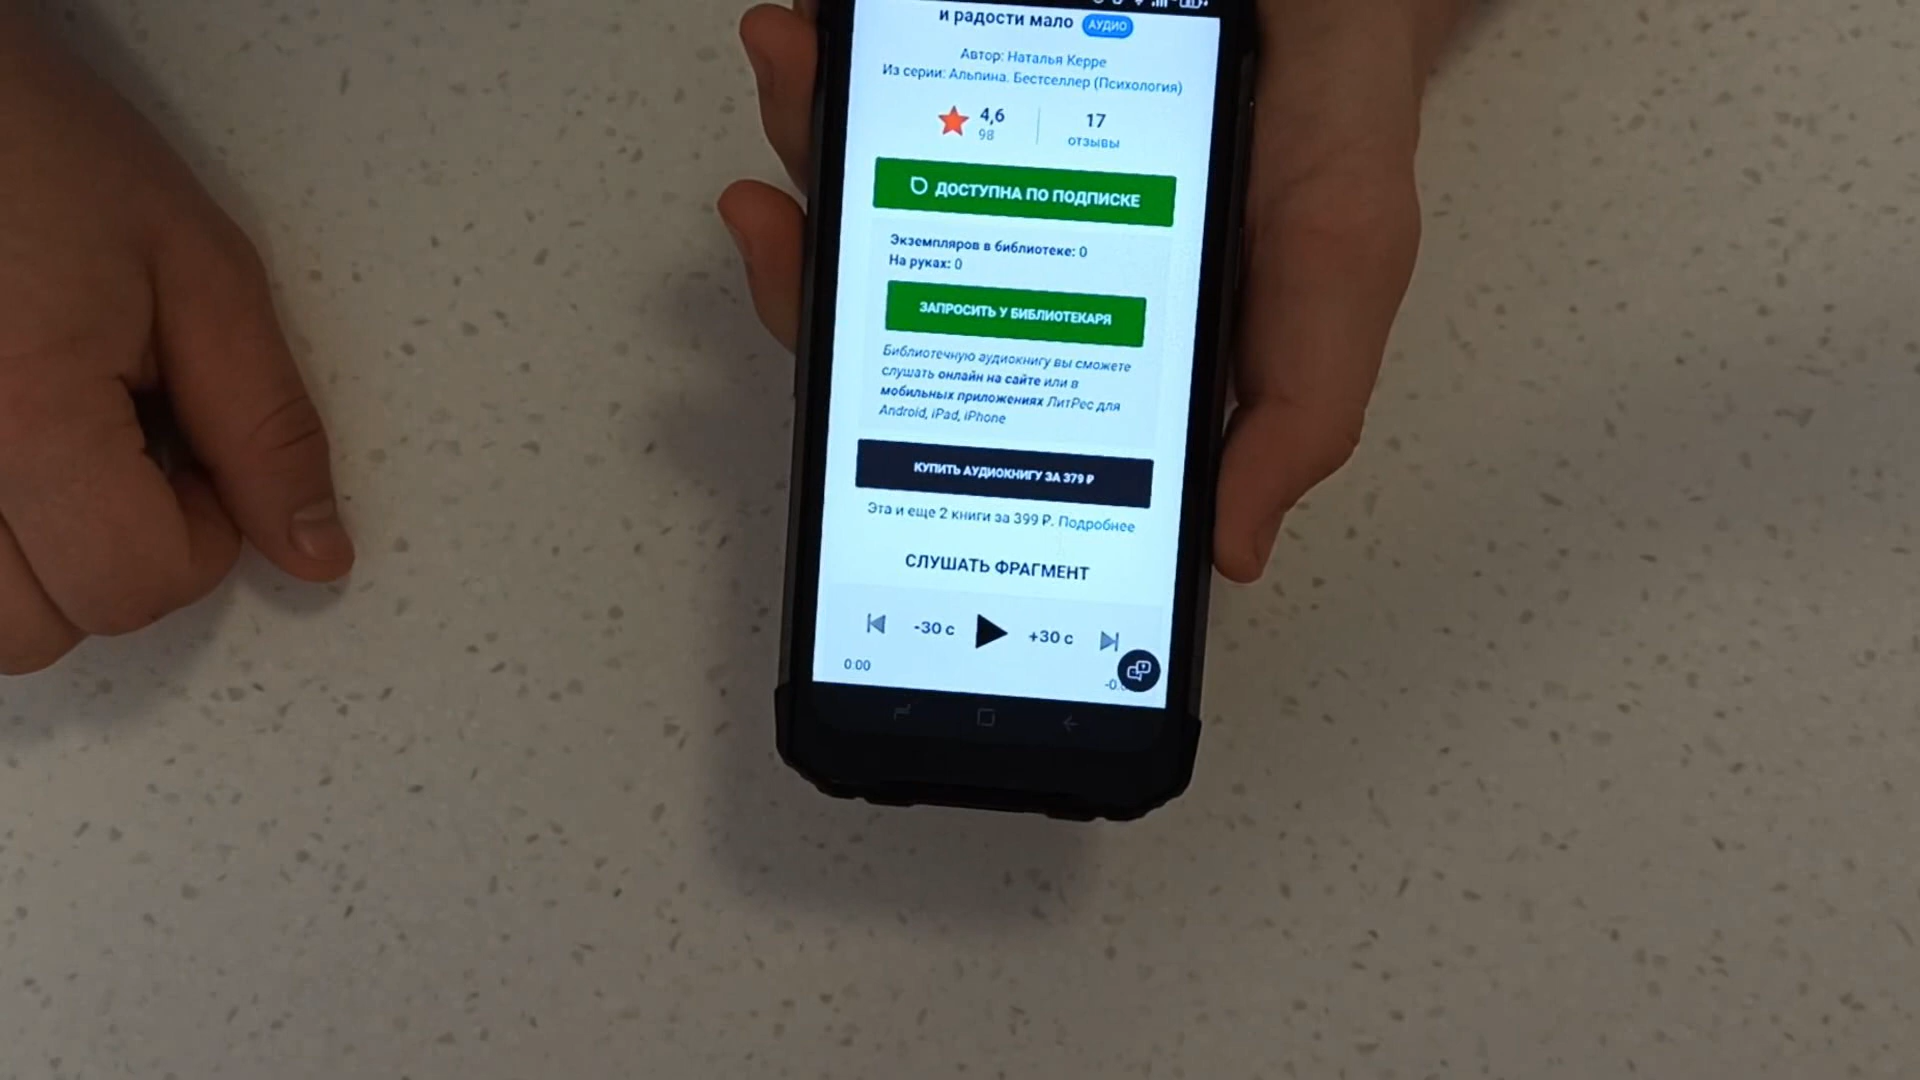 и радости мало АУДИО
Автор: Наталья Керре
Из серии: Альпина. Бестселлер (Психология)
4,6
98
17
отзывы
ДОСТУПНА ПО ПОДПИСКЕ
Экземпляров в библиотеке: 0
На руках: 0
ЗАПРОСИТЬ У БИБЛИОТЕКАРЯ
Библиотечную аудиокнигу вы сможете
слушать онлайн на сайте или в
мобильных приложениях ЛитРес для
Android, iPad, iPhone
КУПИТЬ АУДИОКНИГУ ЗА 379 ₽
Эта и еще 2 книги за 399 ₽. Подробнее
СЛУШАТЬ ФРАГМЕНТ
-30 с
+30 с
0:00